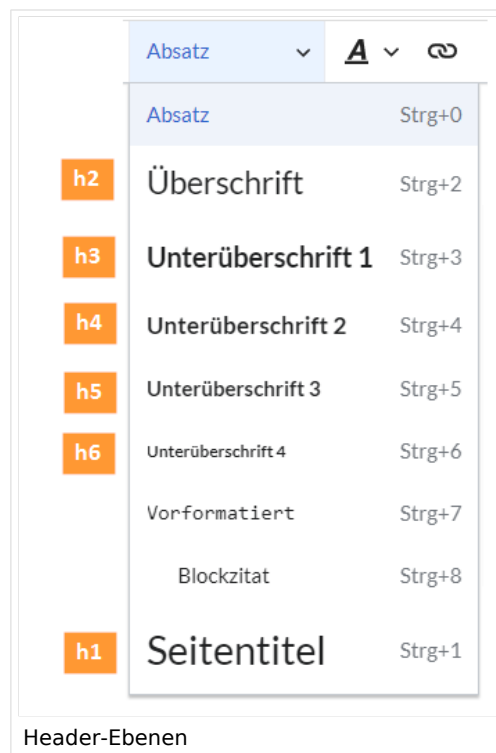 Absatz A
Absatz Strg+0
h2 Überschrift Strg+2
h3 Unterüberschrift 1 Strg+3
h4 Unterüberschrift 2 Strg+4
h5 Unterüberschrift 3 Strg+5
h6 Unterüberschrift 4 Strg+6
Vorformatiert Strg+7
Blockzitat Strg+8
h1 Seitentitel Strg+1
Header-Ebenen